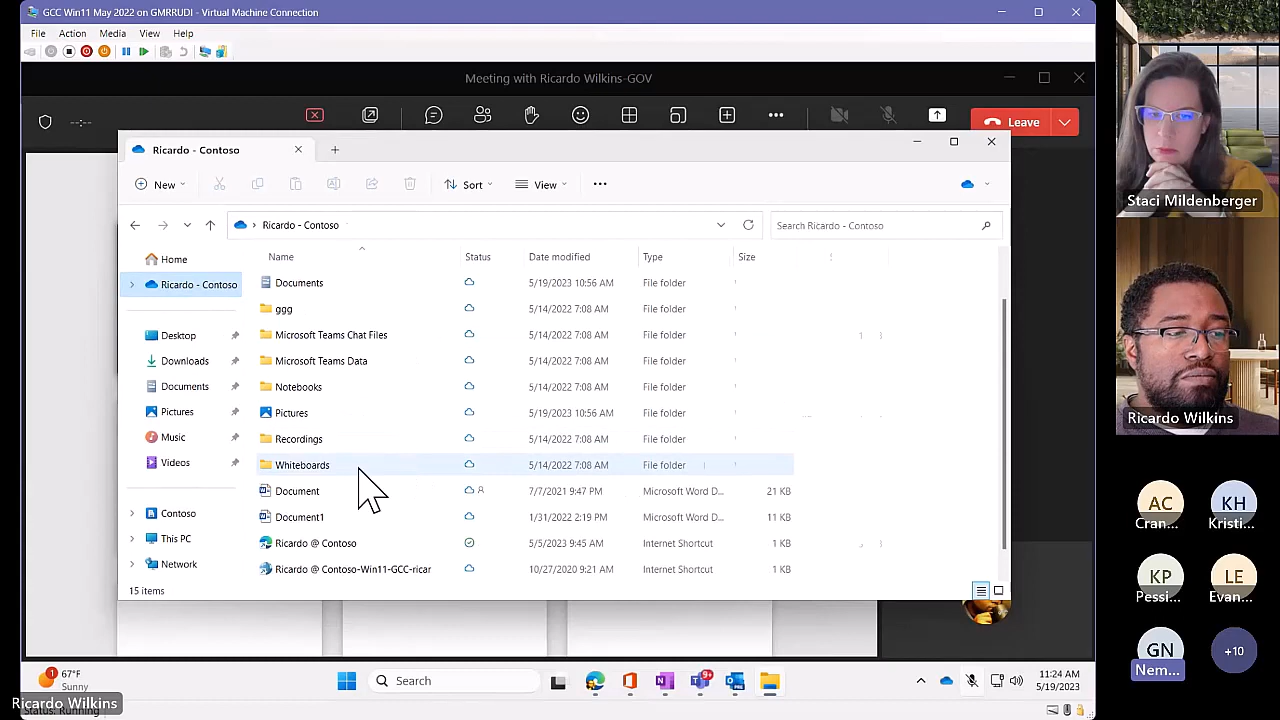 GCC Win11 May 2022 on GMRRUDI - Virtual Machine Connection
File Action Media View Help
Meeting with Ricardo Wilkins-GOV
--:--
Leave
Ricardo - Contoso
New
Sort
View
Ricardo - Contoso
Search Ricardo - Contoso
Name Status Date modified Type Size
Home
Ricardo - Contoso
Desktop
Downloads
Documents
Pictures
Music
Videos
Contoso
This PC
Network
Documents 5/19/2023 10:56 AM File folder
ggg 5/14/2022 7:08 AM File folder
Microsoft Teams Chat Files 5/14/2022 7:08 AM File folder
Microsoft Teams Data 5/14/2022 7:08 AM File folder
Notebooks 5/14/2022 7:08 AM File folder
Pictures 5/19/2023 10:56 AM File folder
Recordings 5/14/2022 7:08 AM File folder
Whiteboards 5/14/2022 7:08 AM File folder
Document 7/7/2021 9:47 PM Microsoft Word D... 21 KB
Document1 1/31/2022 2:19 PM Microsoft Word D... 11 KB
Ricardo @ Contoso 5/5/2023 9:45 AM Internet Shortcut 1 KB
Ricardo @ Contoso-Win11-GCC-ricar 10/27/2020 9:21 AM Internet Shortcut 1 KB
15 items
1
67°F
Sunny
Search
9+
11:24 AM
5/19/2023
Ricardo Wilkins
Status: Running
Staci Mildenberger
Ricardo Wilkins
AC
Cran...
KH
Kristi...
KP
Pessi...
LE
Evan...
GN
Nem...
+10